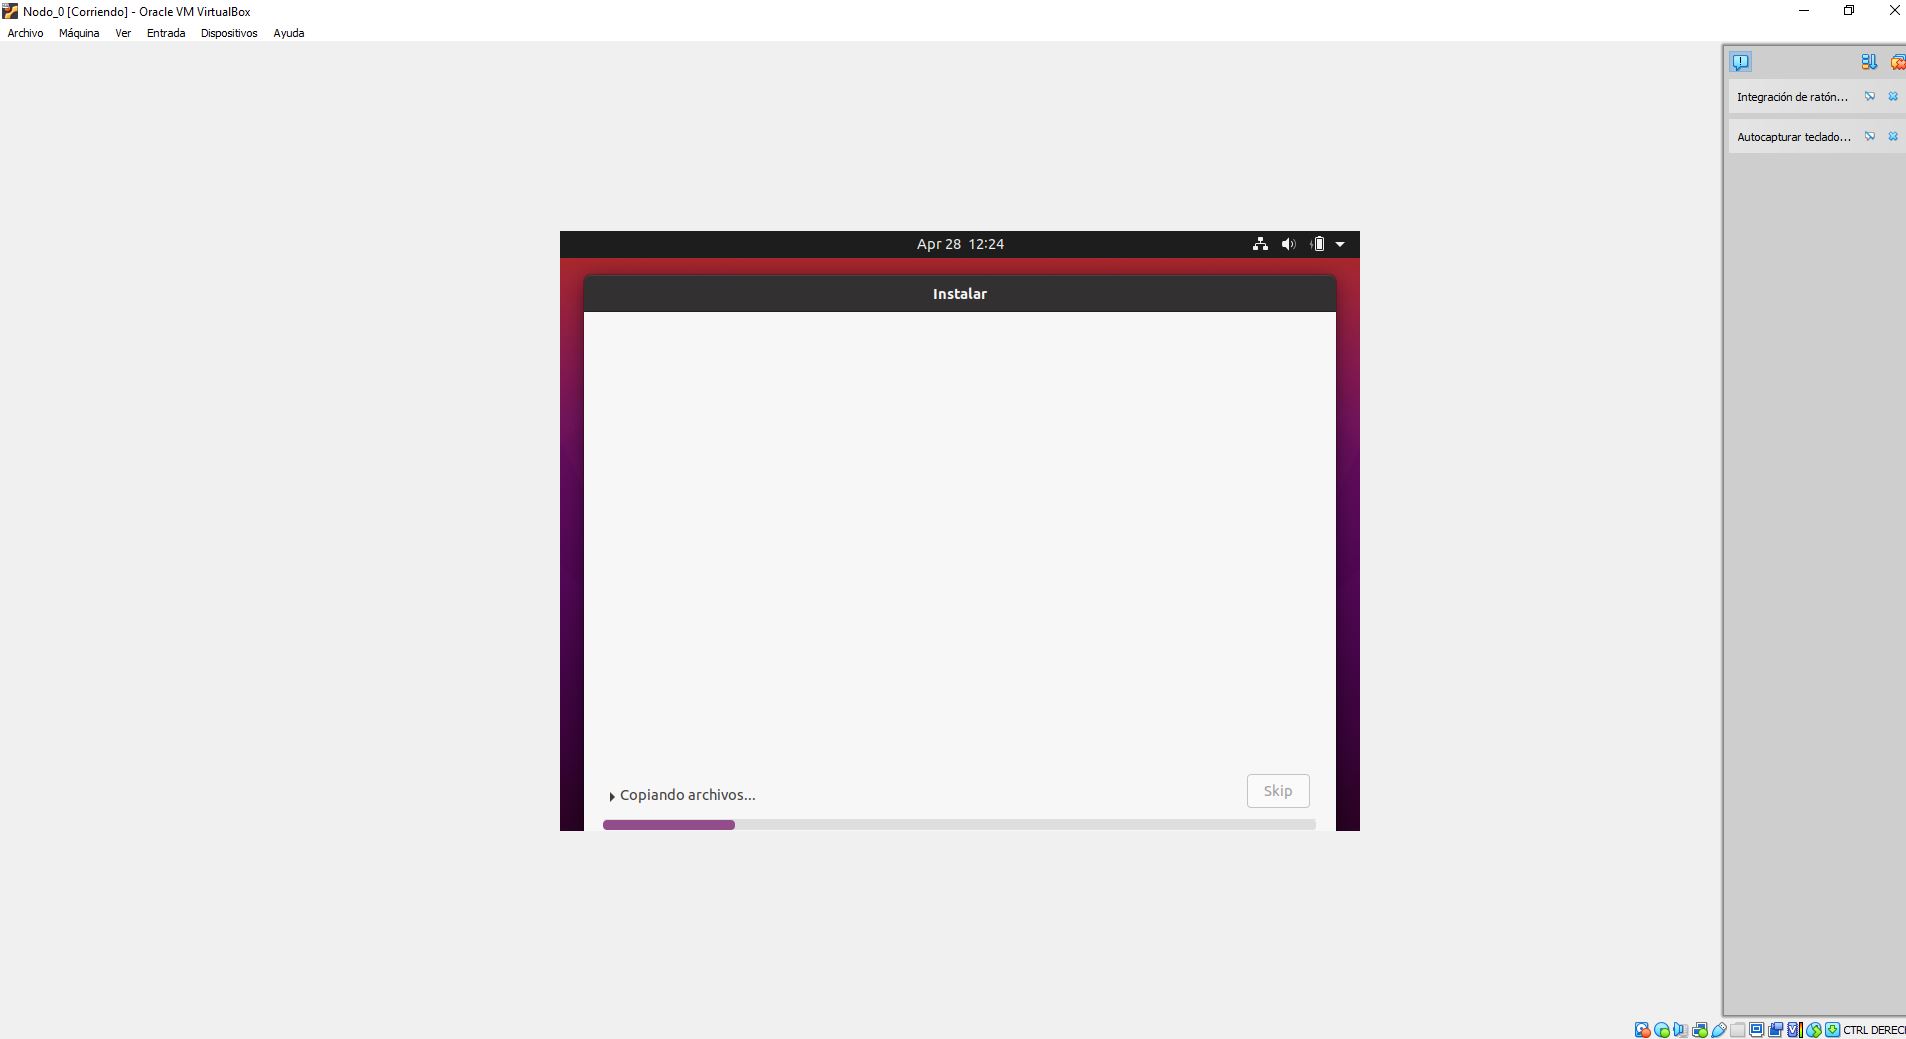 Nodo_0 [Corriendo] - Oracle VM VirtualBox
Archivo Máquina Ver Entrada Dispositivos Ayuda
Integración de ratón...
Autocapturar teclado...
Apr 28 12:24
Instalar
Copiando archivos...
Skip
CTRL DEREC